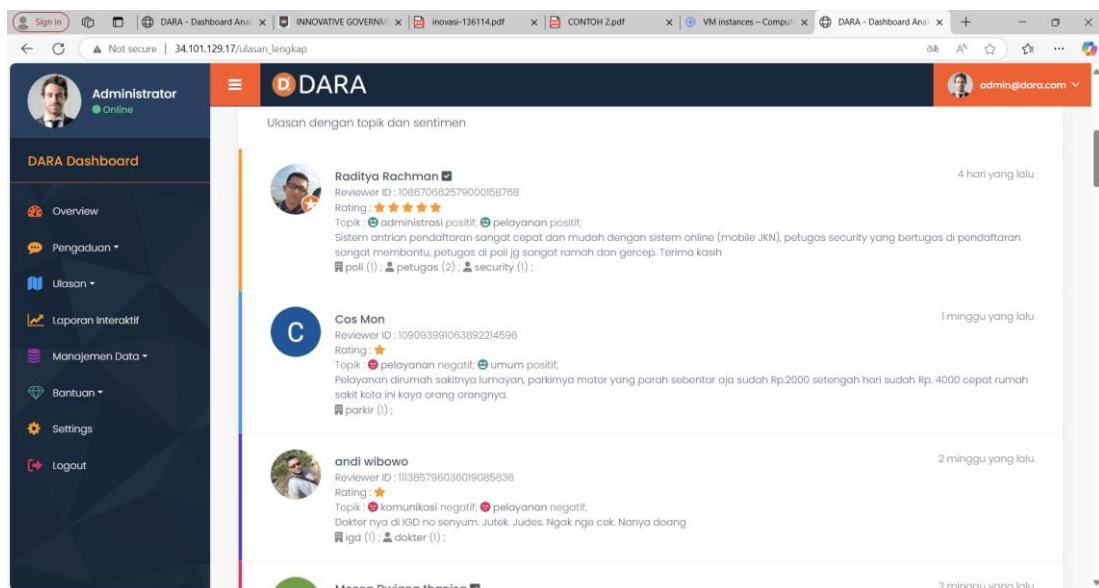 Sign in
DARA - Dashboard Anal
INNOVATIVE GOVERNM
inovasi-136114.pdf
CONTOH 2.pdf
VM instances – Comput
DARA - Dashboard Anal
Not secure | 34.101.129.17/ulasan_lengkap
Administrator
Online
DARA
admin@dara.com
DARA Dashboard
Overview
Pengaduan
Ulasan
Laporan Interaktif
Manajemen Data
Bantuan
Settings
Logout
Ulasan dengan topik dan sentimen
Raditya Rachman
4 hari yang lalu
Reviewer ID : 108670662579000158768
Rating :
Topik : administrasi positif; pelayanan positif;
Sistem antrian pendaftaran sangat cepat dan mudah dengan sistem online (mobile JKN), petugas security yang bertugas di pendaftaran
sangat membantu, petugas di poli jg sangat ramah dan gercep. Terima kasih
poli (1) ; petugas (2) ; security (1) ;
C
Cos Mon
1 minggu yang lalu
Reviewer ID : 109093991063892214596
Rating :
Topik : pelayanan negatif; umum positif;
Pelayanan dirumah sakitnya lumayan, parkirnya motor yang parah sebentar aja sudah Rp.2000 setengah hari sudah Rp. 4000 cepat rumah
sakit kota ini kaya orang orangnya.
parkir (1) ;
andi wibowo
2 minggu yang lalu
Reviewer ID : 111385796036019085836
Rating :
Topik : komunikasi negatif; pelayanan negatif;
Dokter nya di IGD no senyum. Jutek. Judes. Ngak nge cek. Nanya doang
igd (1) ; dokter (1) ;
3 minggu yang lalu